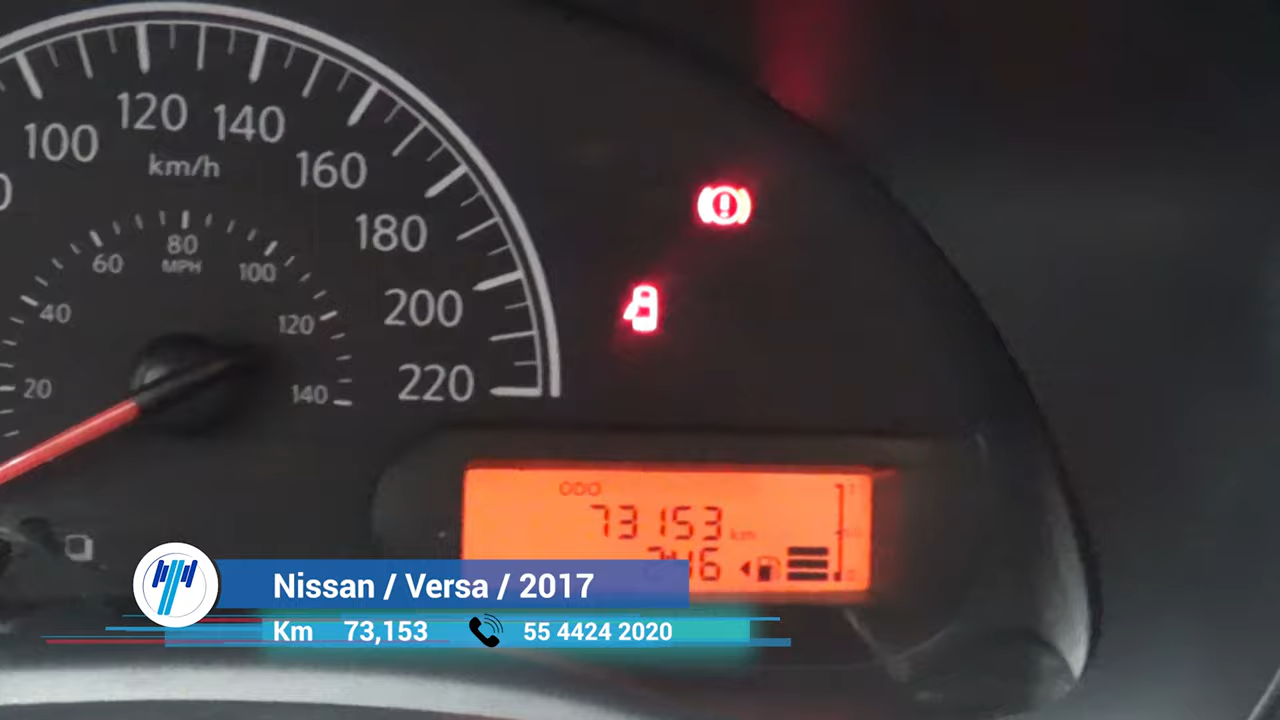 100
120
140
km/h
160
180
200
220
20
40
60
80
MPH
100
120
140
ODO
73153 km
Nissan / Versa / 2017
Km 73,153 55 4424 2020